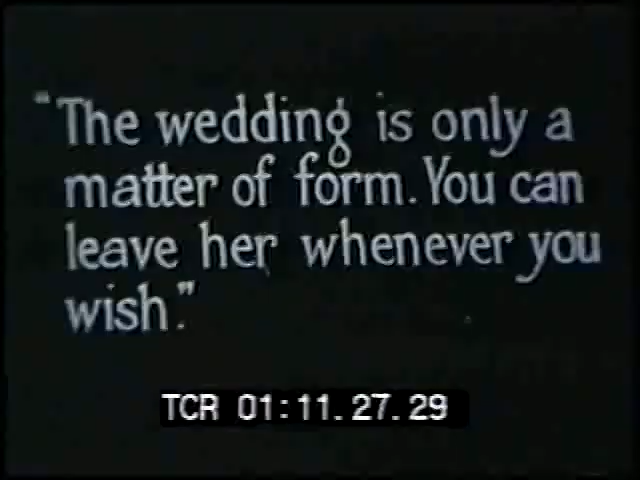 "The wedding is only a
matter of form. You can
leave her whenever you
wish."
TCR 01:11.27.29